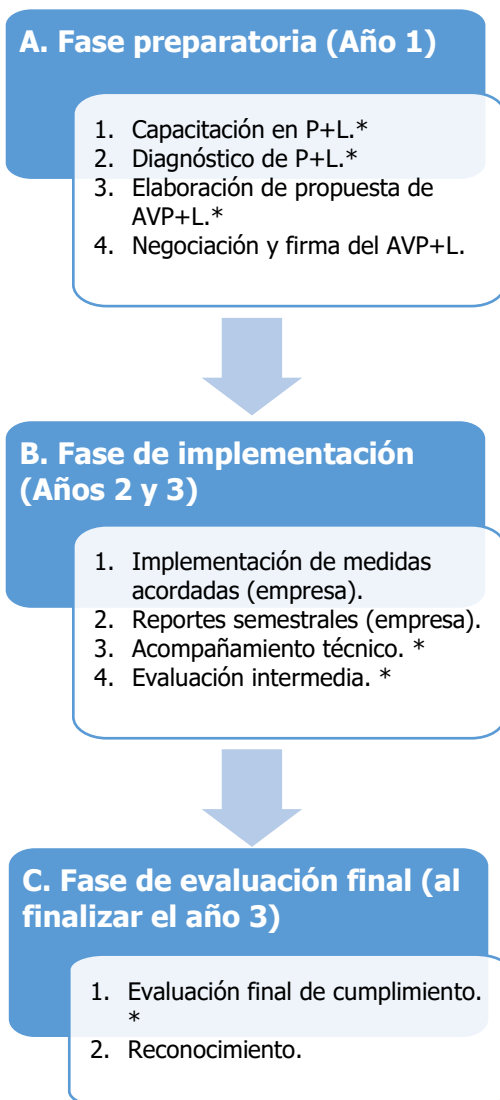 A. Fase preparatoria (Año 1)
1. Capacitación en P+L.*
2. Diagnóstico de P+L.*
3. Elaboración de propuesta de
AVP+L.*
4. Negociación y firma del AVP+L.
B. Fase de implementación
(Años 2 y 3)
1. Implementación de medidas
acordadas (empresa).
2. Reportes semestrales (empresa).
3. Acompañamiento técnico. *
4. Evaluación intermedia. *
C. Fase de evaluación final (al
finalizar el año 3)
1. Evaluación final de cumplimiento.
*
2. Reconocimiento.